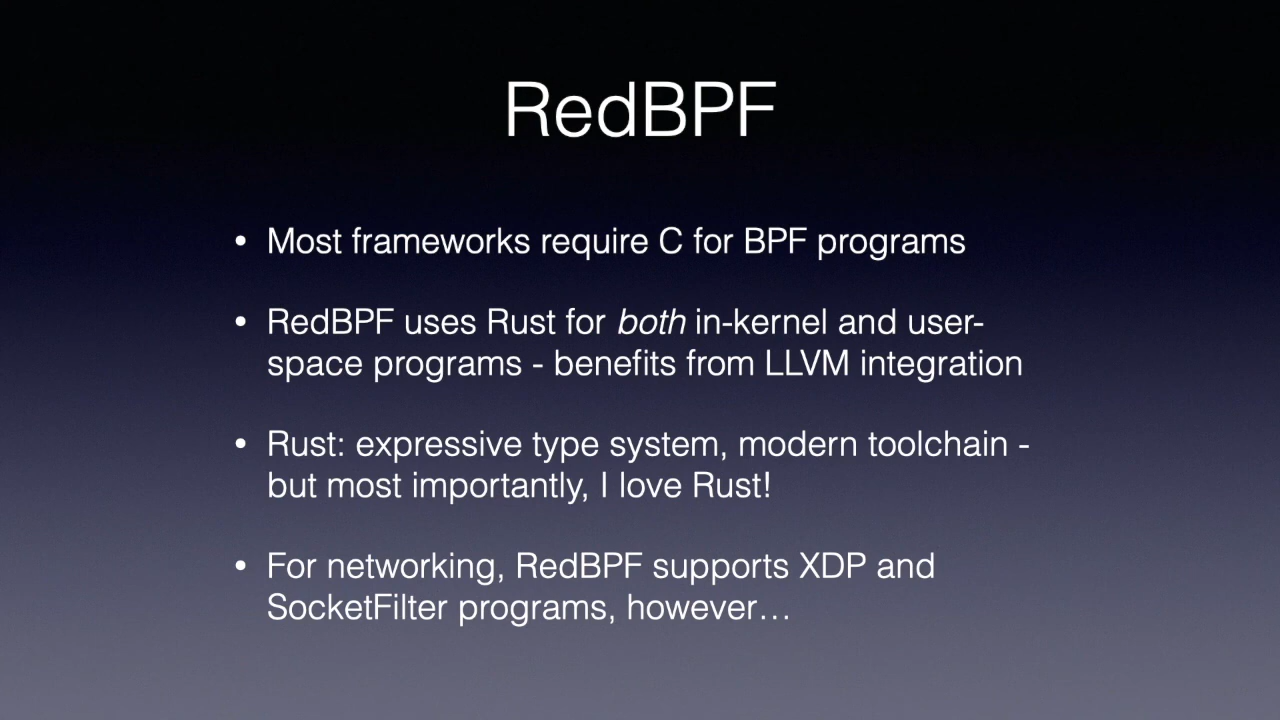 RedBPF
• Most frameworks require C for BPF programs
• RedBPF uses Rust for both in-kernel and user-
space programs - benefits from LLVM integration
• Rust: expressive type system, modern toolchain -
but most importantly, I love Rust!
• For networking, RedBPF supports XDP and
SocketFilter programs, however…